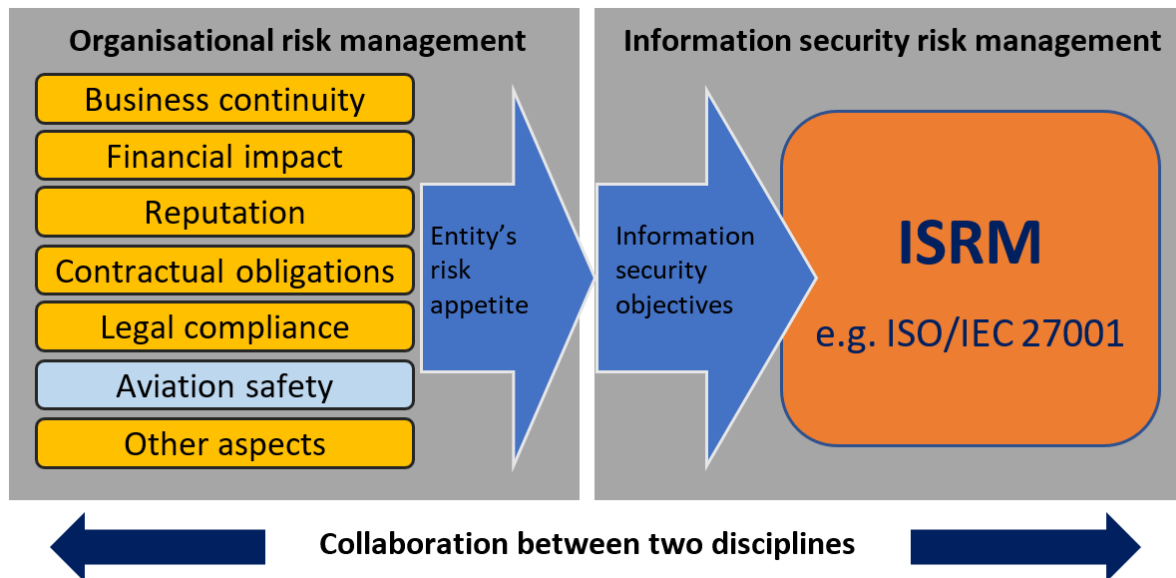 Organisational risk management
Business continuity
Financial impact
Reputation
Contractual obligations
Legal compliance
Aviation safety
Other aspects
Entity's
risk
appetite
Information security risk management
Information
security
objectives
ISRM
e.g. ISO/IEC 27001
Collaboration between two disciplines